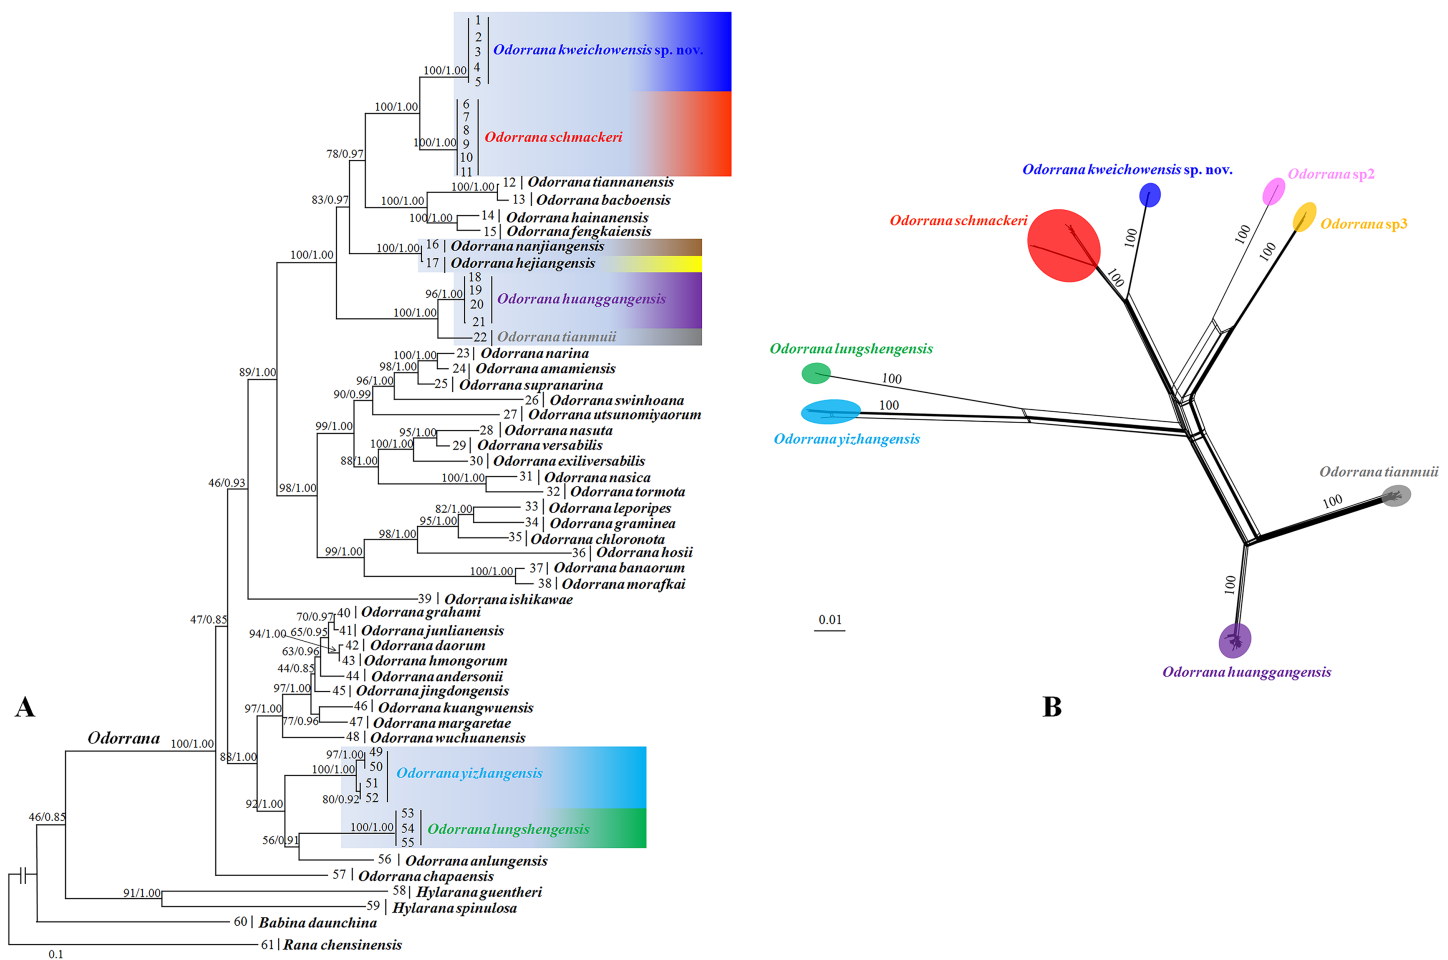 1
2
3
4
5
Odorrana kweichowensis sp. nov.
100/1.00
100/1.00
6
7
8
9
10
11
Odorrana schmackeri
100/1.00
78/0.97
12 Odorrana tiannanensis
100/1.00
13 Odorrana bacboensis
83/0.97
100/1.00
14 Odorrana hainanensis
100/1.00
15 Odorrana fengkaiensis
16 Odorrana nanjiangensis
100/1.00
17 Odorrana hejiangensis
100/1.00
18
19
20
21
Odorrana huanggangensis
96/1.00
100/1.00
22 Odorrana tianmuii
23 Odorrana narina
100/1.00
24 Odorrana amamiensis
98/1.00
25 Odorrana supranarina
96/1.00
26 Odorrana swinhoana
90/0.99
27 Odorrana utsunomiyaorum
89/1.00
99/1.00
28 Odorrana nasuta
95/1.00
29 Odorrana versabilis
100/1.00
30 Odorrana exiliversabilis
88/1.00
31 Odorrana nasica
100/1.00
32 Odorrana tormota
46/0.93
98/1.00
33 Odorrana leporipes
82/1.00
34 Odorrana graminea
95/1.00
35 Odorrana chloronota
98/1.00
36 Odorrana hosii
99/1.00
37 Odorrana banaorum
100/1.00
38 Odorrana morafkai
39 Odorrana ishikawae
40 Odorrana grahami
70/0.97
41 Odorrana junlianensis
65/0.95
94/1.00
42 Odorrana daorum
63/0.96
43 Odorrana hmongorum
44/0.85
44 Odorrana andersonii
97/1.00
45 Odorrana jingdongensis
46 Odorrana kuangwuensis
77/0.96
47 Odorrana margaretae
97/1.00
48 Odorrana wuchuanensis
47/0.85
Odorrana
100/1.00
88/1.00
49
50
51
52
97/1.00
100/1.00
80/0.92
Odorrana yizhangensis
92/1.00
53
54
55
100/1.00
Odorrana lungshengensis
56/0.91
56 Odorrana anlungensis
57 Odorrana chapaensis
46/0.85
58 Hylarana guentheri
91/1.00
59 Hylarana spinulosa
60 Babina daunchina
61 Rana chensinensis
0.1
A
Odorrana kweichowensis sp. nov.
Odorrana sp2
Odorrana schmackeri
Odorrana sp3
100
100
100
100
Odorrana lungshengensis
100
100
Odorrana yizhangensis
Odorrana tianmuii
100
100
0.01
Odorrana huanggangensis
B